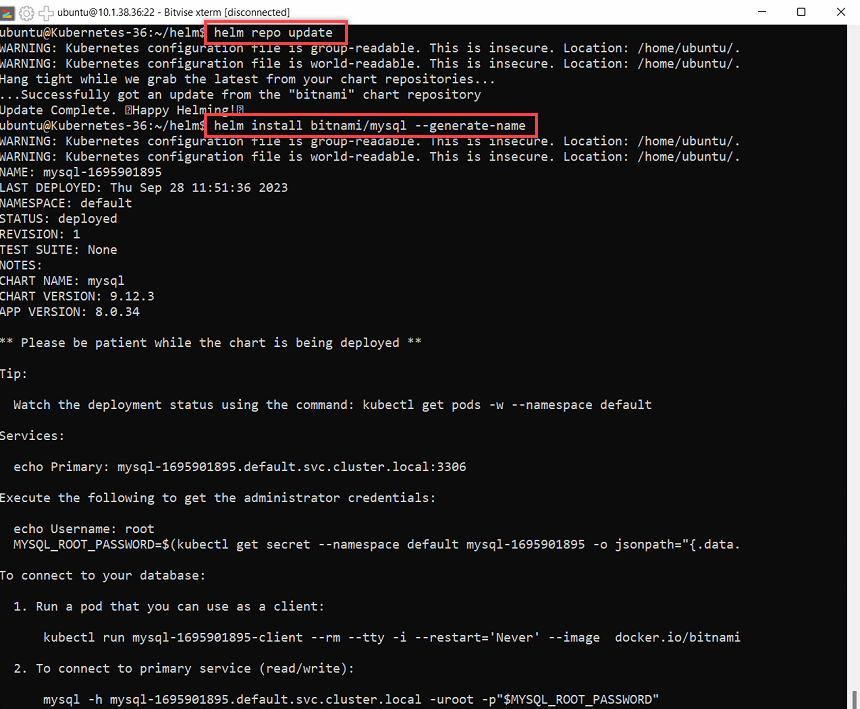 ubuntu@10.1.38.36:22 - Bitvise xterm [disconnected]
ubuntu@Kubernetes-36:~/helm$ helm repo update
WARNING: Kubernetes configuration file is group-readable. This is insecure. Location: /home/ubuntu/.
WARNING: Kubernetes configuration file is world-readable. This is insecure. Location: /home/ubuntu/.
Hang tight while we grab the latest from your chart repositories...
...Successfully got an update from the "bitnami" chart repository
Update Complete. Happy Helming!
ubuntu@Kubernetes-36:~/helm$ helm install bitnami/mysql --generate-name
WARNING: Kubernetes configuration file is group-readable. This is insecure. Location: /home/ubuntu/.
WARNING: Kubernetes configuration file is world-readable. This is insecure. Location: /home/ubuntu/.
NAME: mysql-1695901895
LAST DEPLOYED: Thu Sep 28 11:51:36 2023
NAMESPACE: default
STATUS: deployed
REVISION: 1
TEST SUITE: None
NOTES:
CHART NAME: mysql
CHART VERSION: 9.12.3
APP VERSION: 8.0.34
** Please be patient while the chart is being deployed **
Tip:
Watch the deployment status using the command: kubectl get pods -w --namespace default
Services:
echo Primary: mysql-1695901895.default.svc.cluster.local:3306
Execute the following to get the administrator credentials:
echo Username: root
MYSQL_ROOT_PASSWORD=$(kubectl get secret --namespace default mysql-1695901895 -o jsonpath="{.data.
To connect to your database:
1. Run a pod that you can use as a client:
kubectl run mysql-1695901895-client --rm --tty -i --restart='Never' --image  docker.io/bitnami
2. To connect to primary service (read/write):
mysql -h mysql-1695901895.default.svc.cluster.local -uroot -p"$MYSQL_ROOT_PASSWORD"